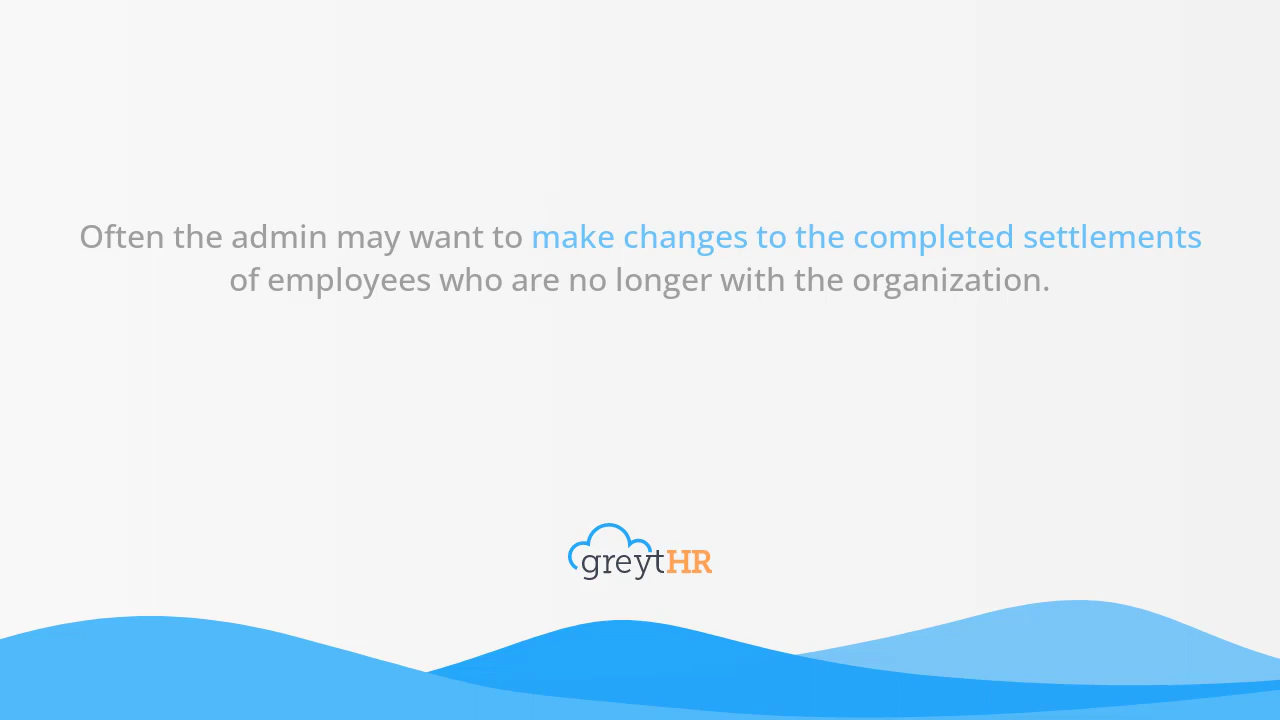 Often the admin may want to make changes to the completed settlements
of employees who are no longer with the organization.
greytHR